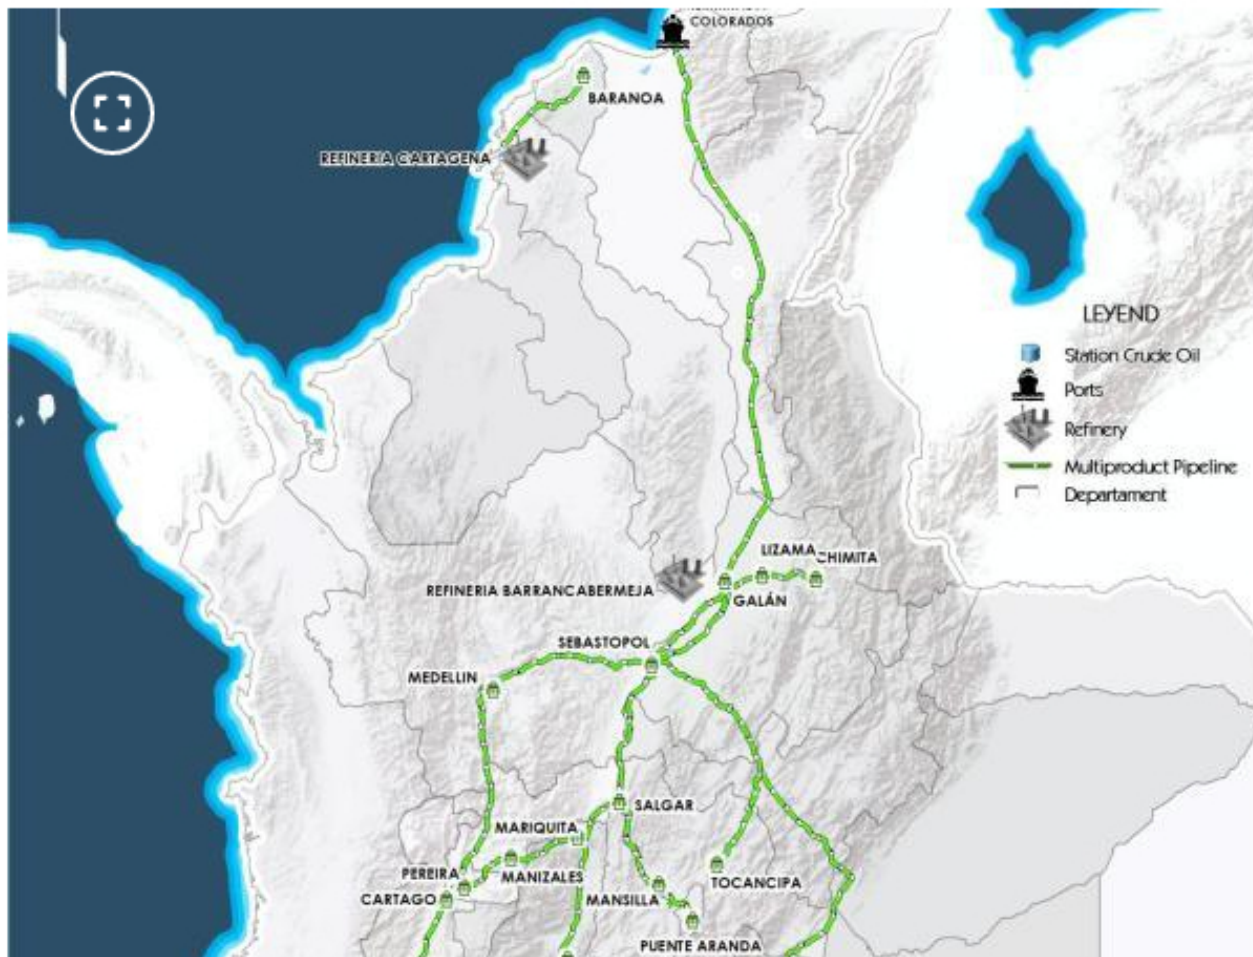 COLORADOS
BARANOA
REFINERIA CARTAGENA
LEYEND
Station Crude Oil
Ports
Refinery
Multiproduct Pipeline
Departament
LIZAMA
CHIMITA
REFINERIA BARRANCABERMEJA
GALÁN
SEBASTOPOL
MEDELLIN
SALGAR
MARIQUITA
PEREIRA
MANIZALES
TOCANCIPA
CARTAGO
MANSILLA
PUENTE ARANDA